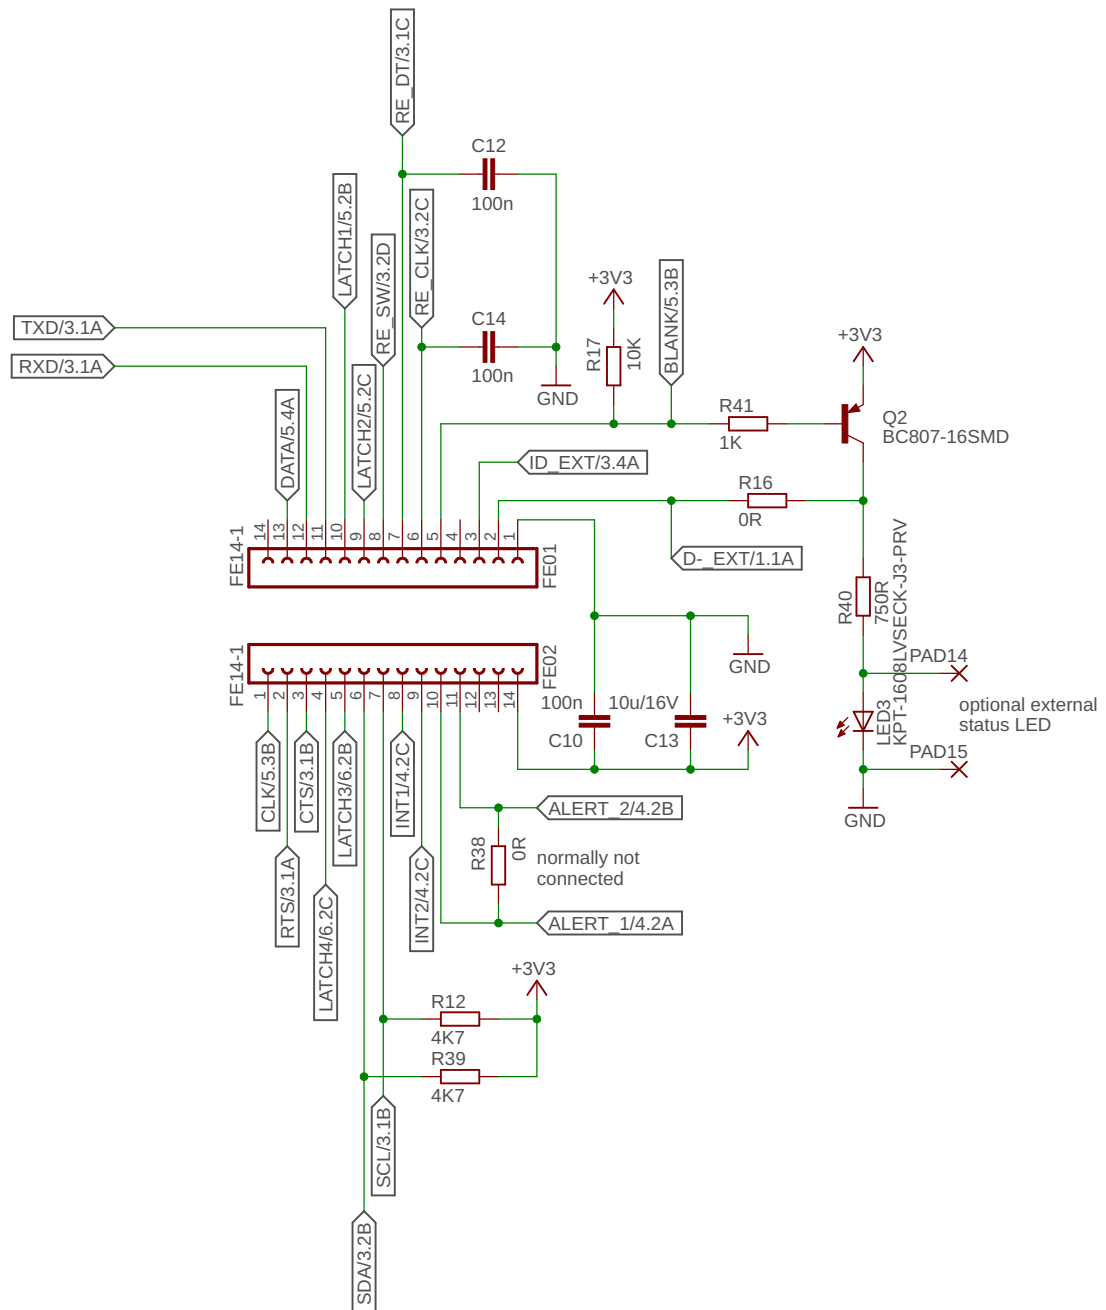 RE_DT/3.1C
C12
100n
LATCH1/5.2B
RE_SW/3.2D
RE_CLK/3.2C
+3V3
BLANK/5.3B
TXD/3.1A
RXD/3.1A
C14
100n
R17
10K
+3V3
GND
DATA/5.4A
LATCH2/5.2C
R41
1K
Q2
BC807-16SMD
ID_EXT/3.4A
R16
0R
D-_EXT/1.1A
FE14-1
14
13
12
11
10
9
8
7
6
5
4
3
2
1
FE01
R40
750R
FE14-1
1
2
3
4
5
6
7
8
9
10
11
12
13
14
FE02
GND
PAD14
100n
C10
10u/16V
C13
+3V3
LED3
KPT-1608LVSECK-J3-PRV
optional external
status LED
PAD15
GND
CLK/5.3B
RTS/3.1A
CTS/3.1B
LATCH4/6.2C
LATCH3/6.2B
INT1/4.2C
INT2/4.2C
ALERT_2/4.2B
R38
0R
normally not
connected
ALERT_1/4.2A
+3V3
R12
4K7
R39
4K7
SCL/3.1B
SDA/3.2B